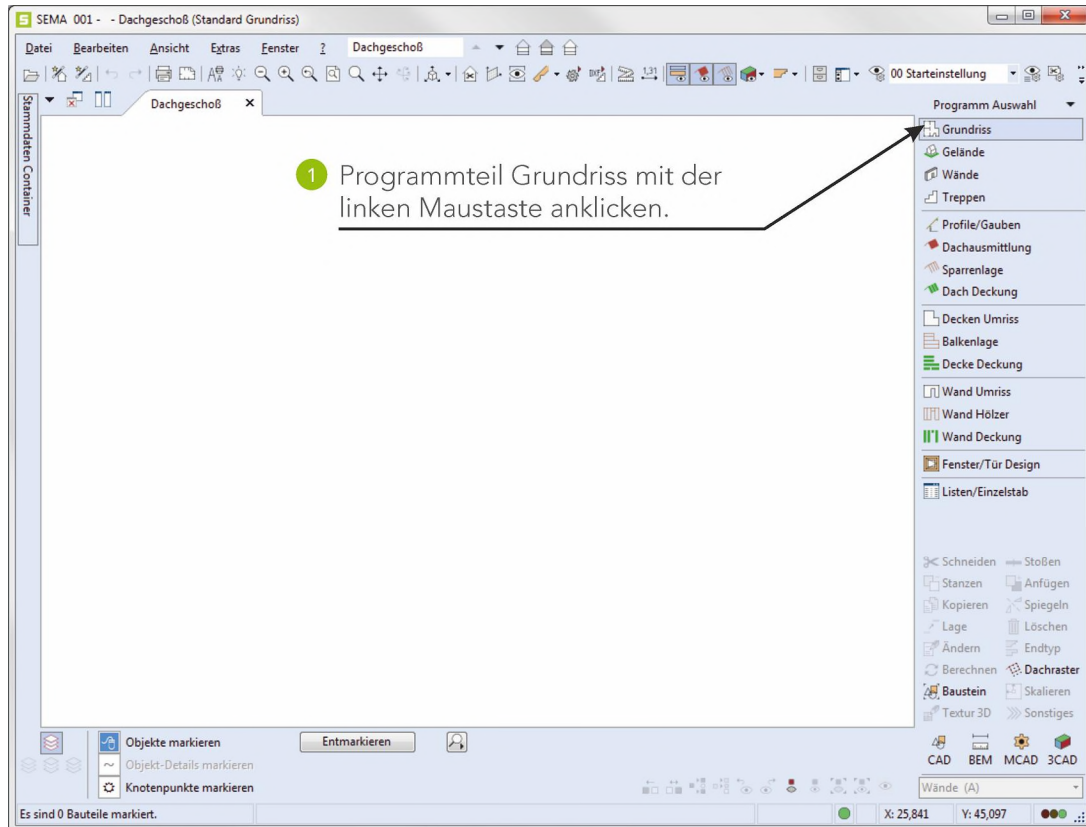 SEMA 001 - - Dachgeschoß (Standard Grundriss)
Datei Bearbeiten Ansicht Extras Fenster ? Dachgeschoß
00 Starteinstellung
Stammdaten Container
Dachgeschoß X
Programm Auswahl
Grundriss
Gelände
Wände
Treppen
Profile/Gauben
Dachausmittlung
Sparrenlage
Dach Deckung
Decken Umriss
Balkenlage
Decke Deckung
Wand Umriss
Wand Hölzer
Wand Deckung
Fenster/Tür Design
Listen/Einzelstab
1 Programmteil Grundriss mit der
linken Maustaste anklicken.
Schneiden Stoßen
Stanzen Anfügen
Kopieren Spiegeln
Lage Löschen
Ändern Endtyp
Berechnen Dachraster
Baustein Skalieren
Textur 3D Sonstiges
CAD BEM MCAD 3CAD
Wände (A)
Objekte markieren Entmarkieren
Objekt-Details markieren
Knotenpunkte markieren
Es sind 0 Bauteile markiert. X: 25,841 Y: 45,097